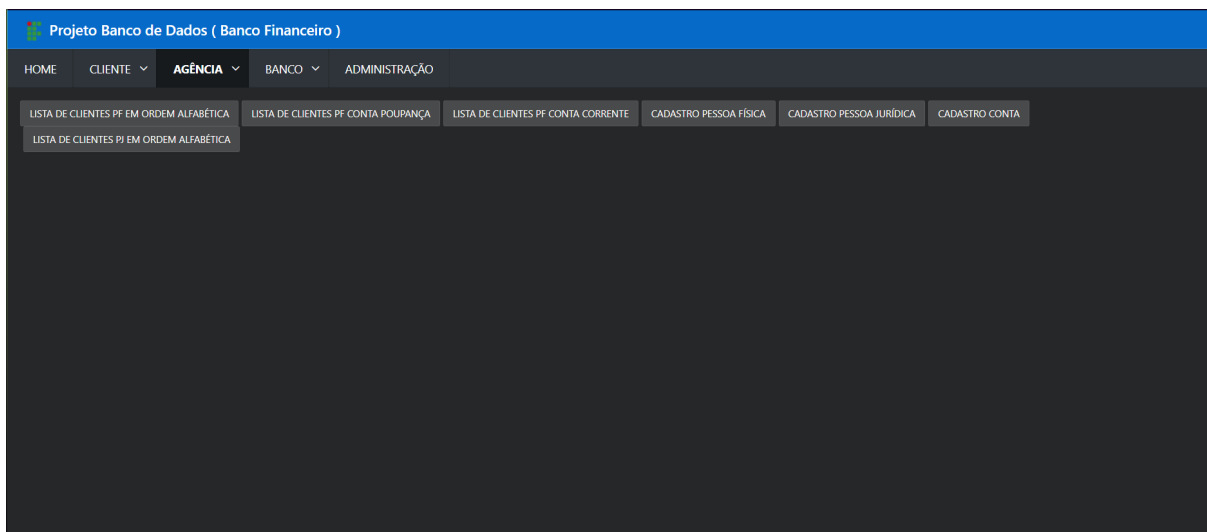 Projeto Banco de Dados ( Banco Financeiro )
HOME CLIENTE AGÊNCIA BANCO ADMINISTRAÇÃO
LISTA DE CLIENTES PF EM ORDEM ALFABÉTICA LISTA DE CLIENTES PF CONTA POUPANÇA LISTA DE CLIENTES PF CONTA CORRENTE CADASTRO PESSOA FÍSICA CADASTRO PESSOA JURÍDICA CADASTRO CONTA
LISTA DE CLIENTES PJ EM ORDEM ALFABÉTICA